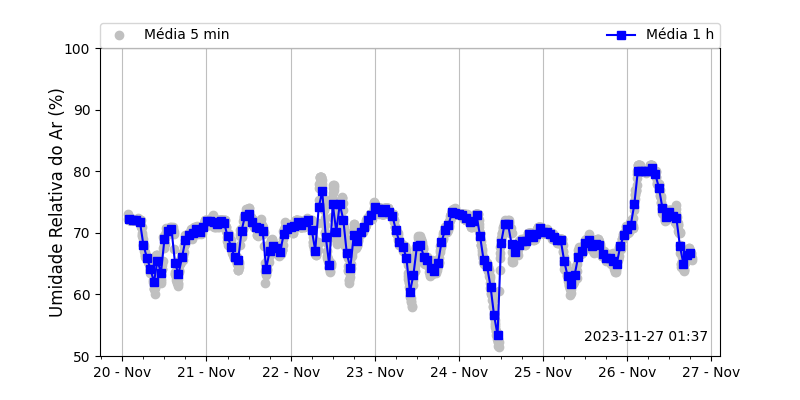 Média 5 min
Média 1 h
Umidade Relativa do Ar (%)
100
90
80
70
60
50
2023-11-27 01:37
20 - Nov
21 - Nov
22 - Nov
23 - Nov
24 - Nov
25 - Nov
26 - Nov
27 - Nov